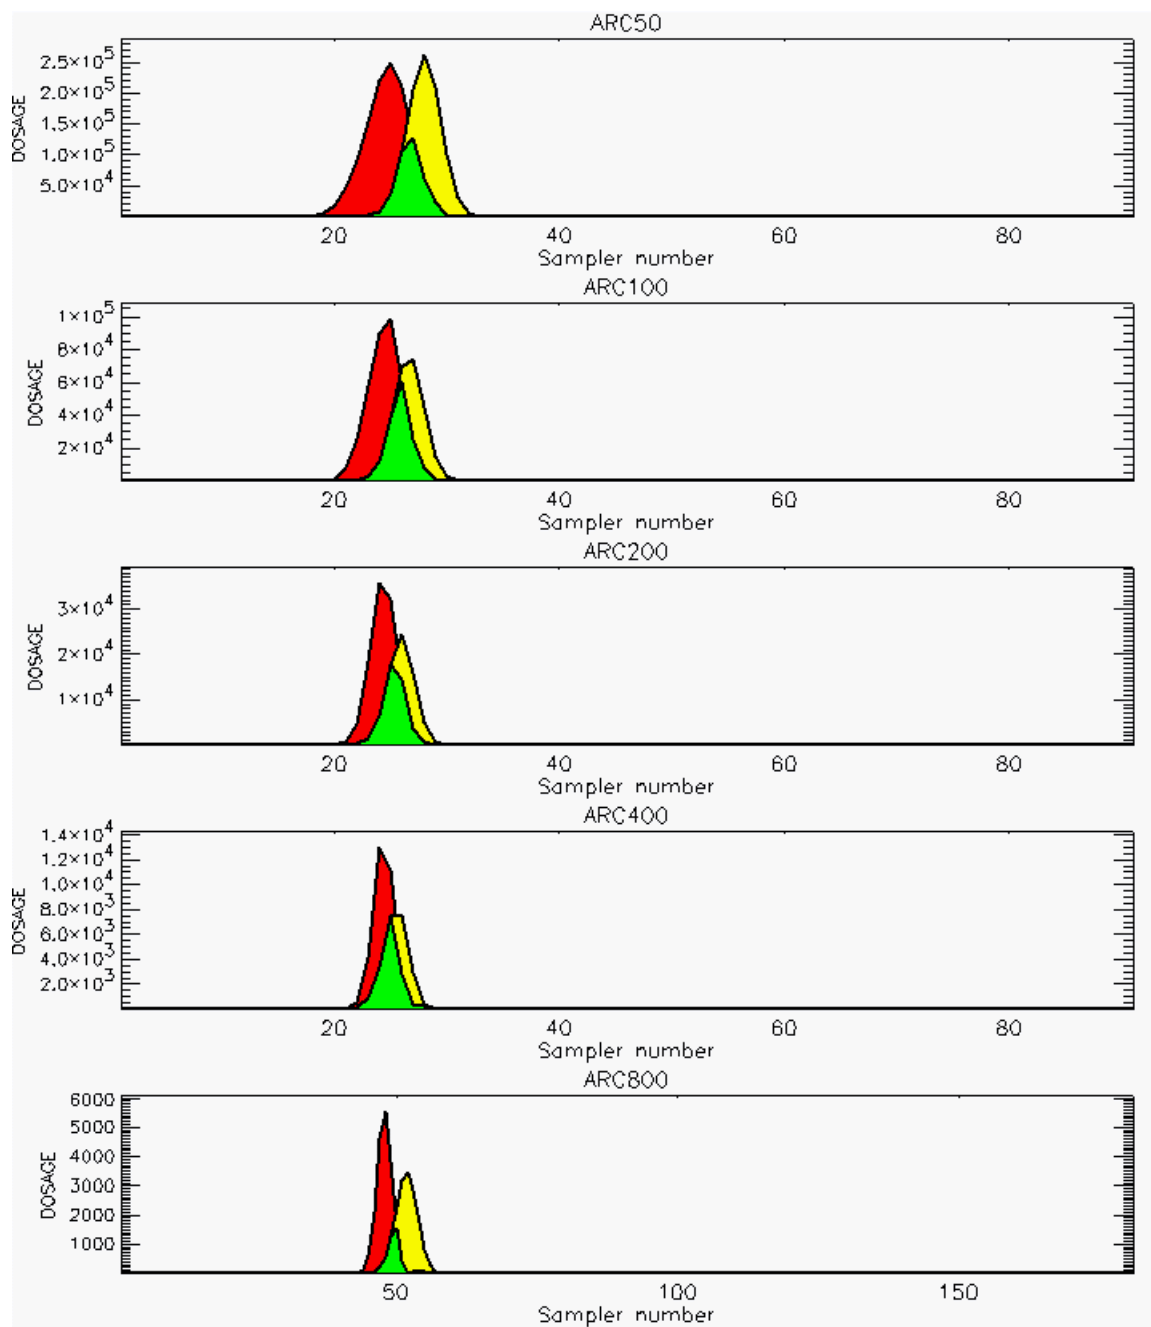 ARC50
2.5×10^5
2.0×10^5
1.5×10^5
1.0×10^5
5.0×10^4
DOSAGE
20 40 60 80
Sampler number
ARC100
1×10^5
8×10^4
6×10^4
4×10^4
2×10^4
DOSAGE
20 40 60 80
Sampler number
ARC200
3×10^4
2×10^4
1×10^4
DOSAGE
20 40 60 80
Sampler number
ARC400
1.4×10^4
1.2×10^4
1.0×10^4
8.0×10^3
6.0×10^3
4.0×10^3
2.0×10^3
DOSAGE
20 40 60 80
Sampler number
ARC800
6000
5000
4000
3000
2000
1000
DOSAGE
50 100 150
Sampler number